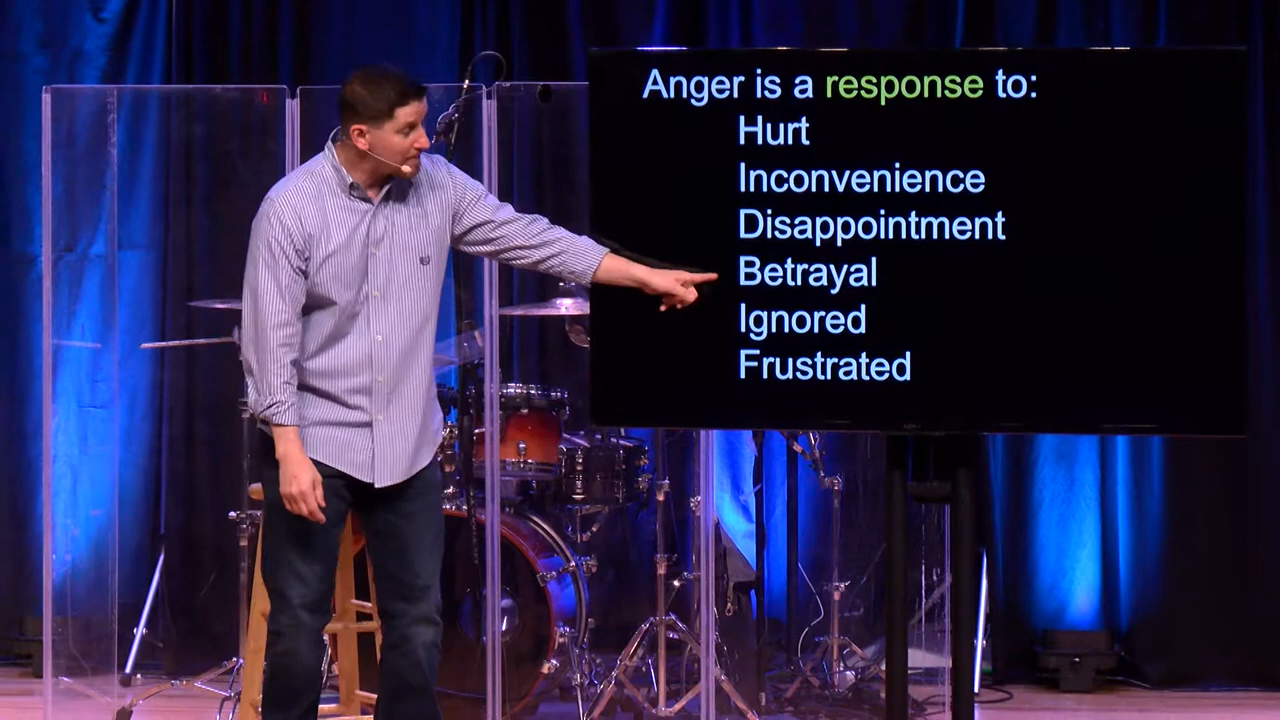 Anger is a response to:
Hurt
Inconvenience
Disappointment
Betrayal
Ignored
Frustrated